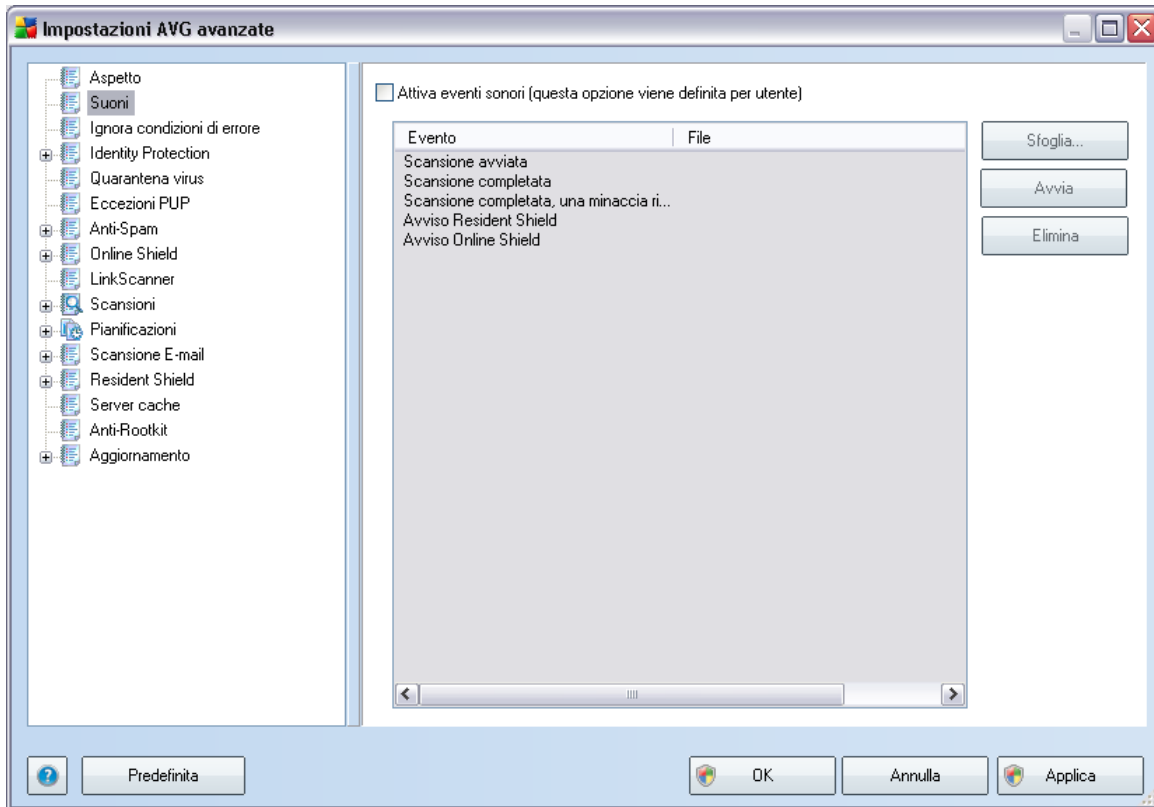 Impostazioni AVG avanzate
Aspetto
Suoni
Ignora condizioni di errore
Identity Protection
Quarantena virus
Eccezioni PUP
Anti-Spam
Online Shield
LinkScanner
Scansioni
Pianificazioni
Scansione E-mail
Resident Shield
Server cache
Anti-Rootkit
Aggiornamento
Attiva eventi sonori (questa opzione viene definita per utente)
Evento File
Scansione avviata
Scansione completata
Scansione completata, una minaccia ri...
Avviso Resident Shield
Avviso Online Shield
Sfoglia...
Avvia
Elimina
Predefinita
OK
Annulla
Applica